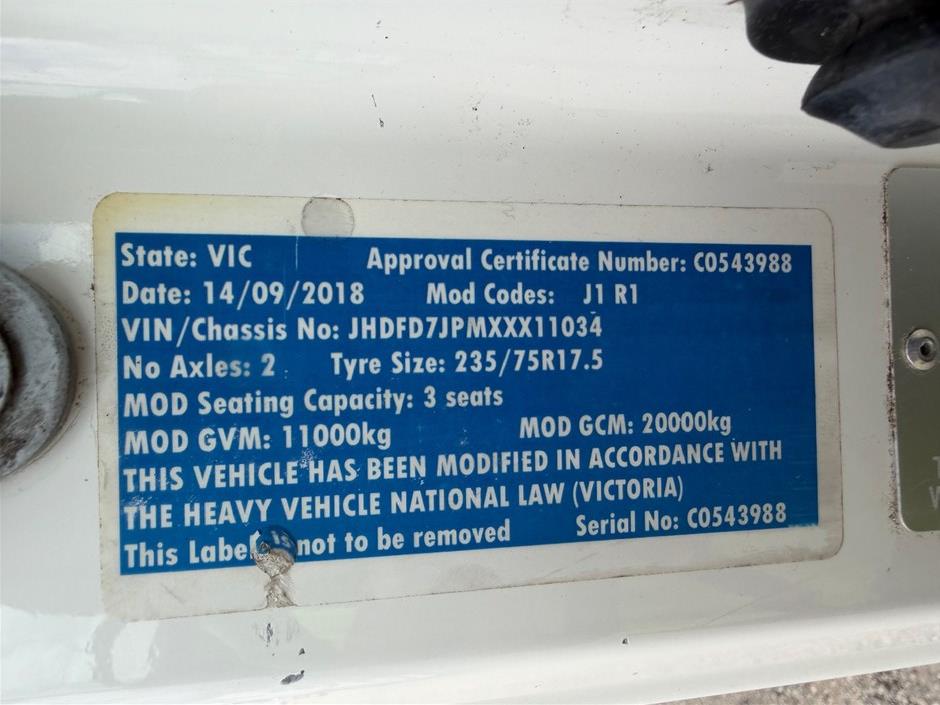 State: VIC Approval Certificate Number: C0543988
Date: 14/09/2018 Mod Codes: J1 R1
VIN/Chassis No: JHDFD7JPMXXX11034
No Axles: 2 Tyre Size: 235/75R17.5
MOD Seating Capacity: 3 seats
MOD GVM: 11000kg MOD GCM: 20000kg
THIS VEHICLE HAS BEEN MODIFIED IN ACCORDANCE WITH
THE HEAVY VEHICLE NATIONAL LAW (VICTORIA)
This Label is not to be removed Serial No: C0543988